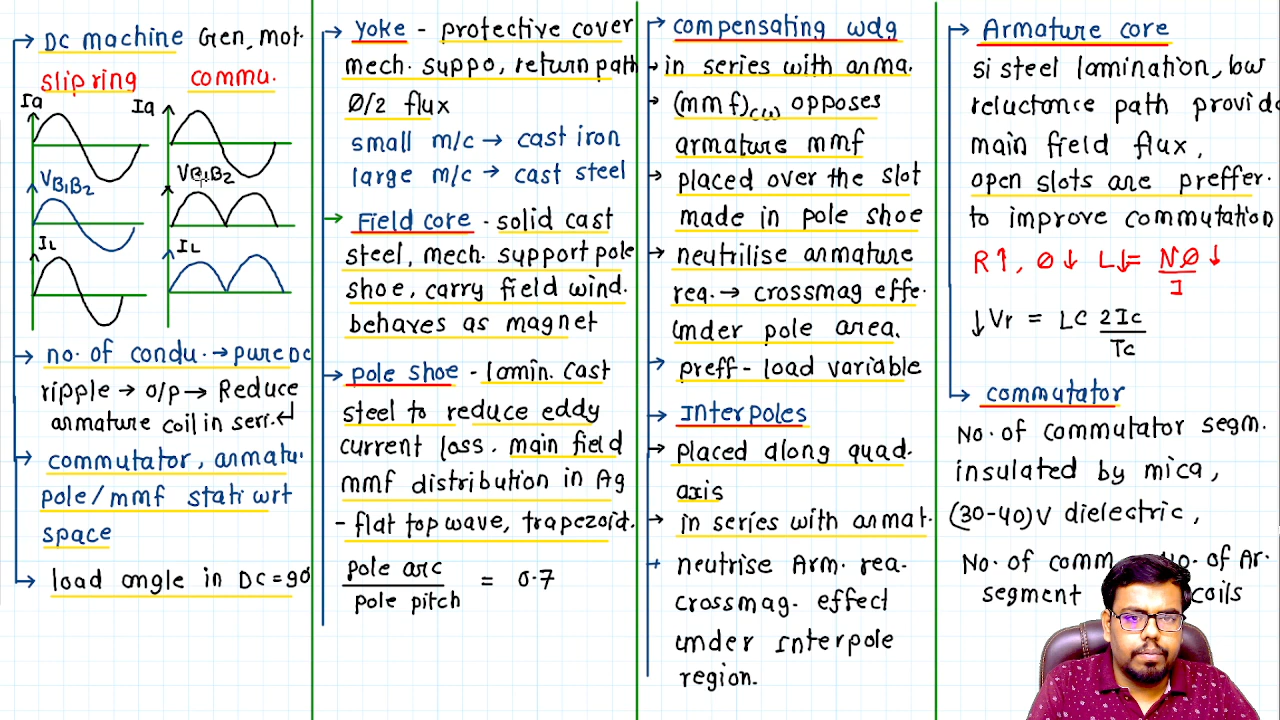 DC machine Gen, mot.
slip ring commu.
Ia
Ia
VB1B2
VB1B2
IL
IL
no. of condu. → pure DC
ripple → o/p → Reduce
armature coil in seri. ↵
commutator, armatu.
pole/mmf stati wrt
space
load angle in DC = 90°
Yoke - protective cover
mech. suppo, return path
Ø/2 flux
small m/c → cast iron
large m/c → cast steel
Field core - solid cast
steel, mech. support pole
shoe, carry field wind.
behaves as magnet
pole shoe - lamin. cast
steel to reduce eddy
current loss. main field
mmf distribution in Ag
- flat top wave, trapezoid.
pole arc
pole pitch
= 0.7
compensating wdg
in series with arma.
(mmf)cw opposes
armature mmf
placed over the slot
made in pole shoe
neutrilise armature
rea. → crossmag effe.
under pole area.
preff - load variable
Interpoles
placed along quad.
axis
in series with armat.
neutrise Arm. rea.
crossmag. effect
under Interpole
region.
Armature core
si steel lamination, low
reluctance path provide
main field flux,
open slots are preffer.
to improve commutation
R↑, Ø↓ L↓= NØ↓
I
↓Vr = LC 2Ic
Tc
commutator
No. of commutator segm.
insulated by mica,
(30-40)V dielectric,
No. of comm No. of Ar.
segment coils